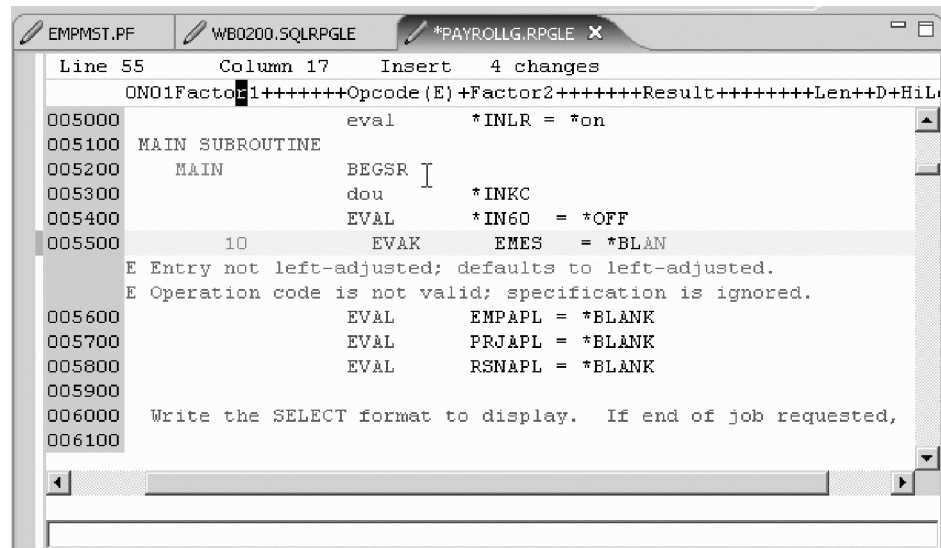 EMPMST.PF WB0200.SQLRPGLE *PAYROLLG.RPGLE
Line 55 Column 17 Insert 4 changes
0N01Factor1+++++++Opcode(E)+Factor2+++++++Result++++++++Len++D+HiL
005000 eval *INLR = *on
005100 MAIN SUBROUTINE
005200 MAIN BEGSR
005300 dou *INKC
005400 EVAL *IN60 = *OFF
005500 10 EVAK EMES = *BLAN
E Entry not left-adjusted; defaults to left-adjusted.
E Operation code is not valid; specification is ignored.
005600 EVAL EMPAPL = *BLANK
005700 EVAL PRJAPL = *BLANK
005800 EVAL RSNAPL = *BLANK
005900
006000 Write the SELECT format to display. If end of job requested,
006100